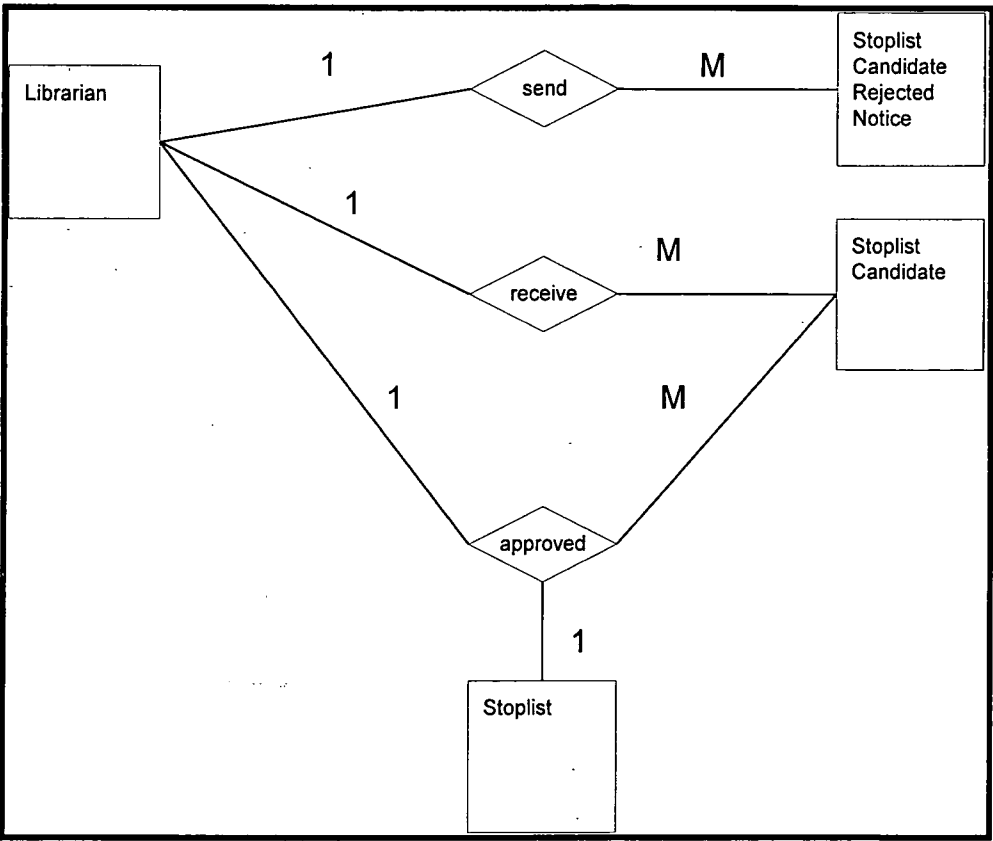 Librarian
1
send
M
Stoplist
Candidate
Rejected
Notice
1
receive
M
Stoplist
Candidate
1
M
approved
1
Stoplist